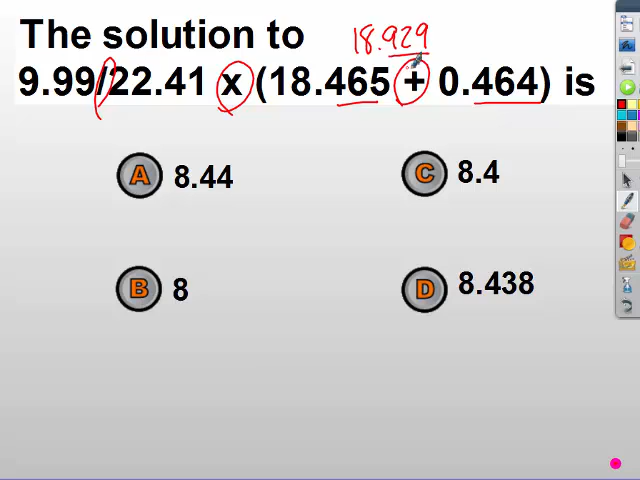 The solution to
18.929
9.99/22.41 x (18.465 + 0.464) is
A 8.44
C 8.4
B 8
D 8.438